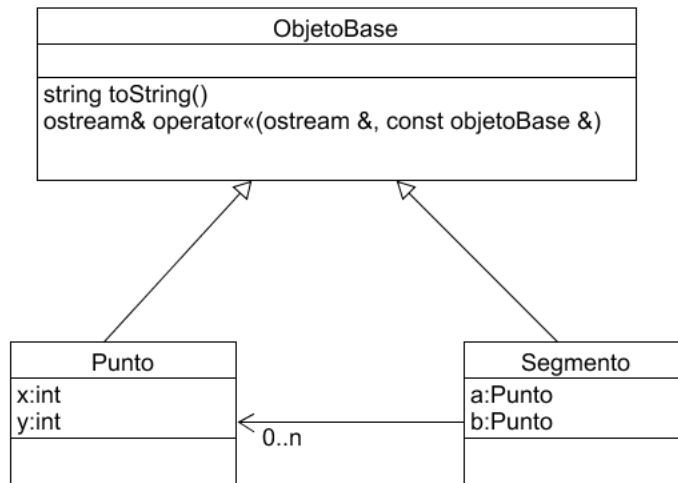 ObjetoBase
string toString()
ostream& operator«(ostream &, const objetoBase &)
Punto
x:int
y:int
0..n
Segmento
a:Punto
b:Punto